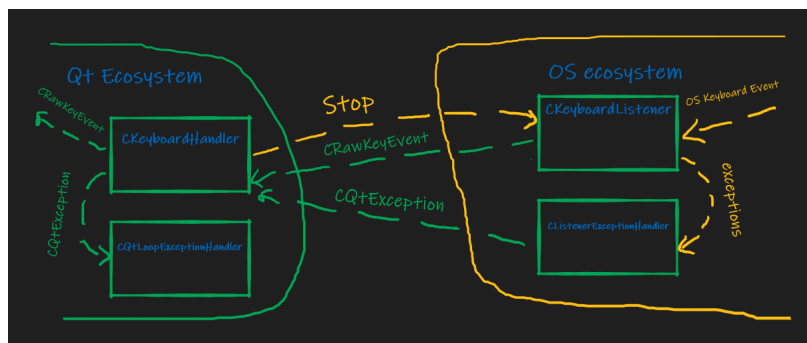 Qt Ecosystem
OS ecosystem
CRawKeyEvent
CKeyboardHandler
Stop
CKeyboardListener
OS Keyboard Event
CRawKeyEvent
CQtException
CQtException
exceptions
CQtLoopExceptionHandler
CListenerExceptionHandler